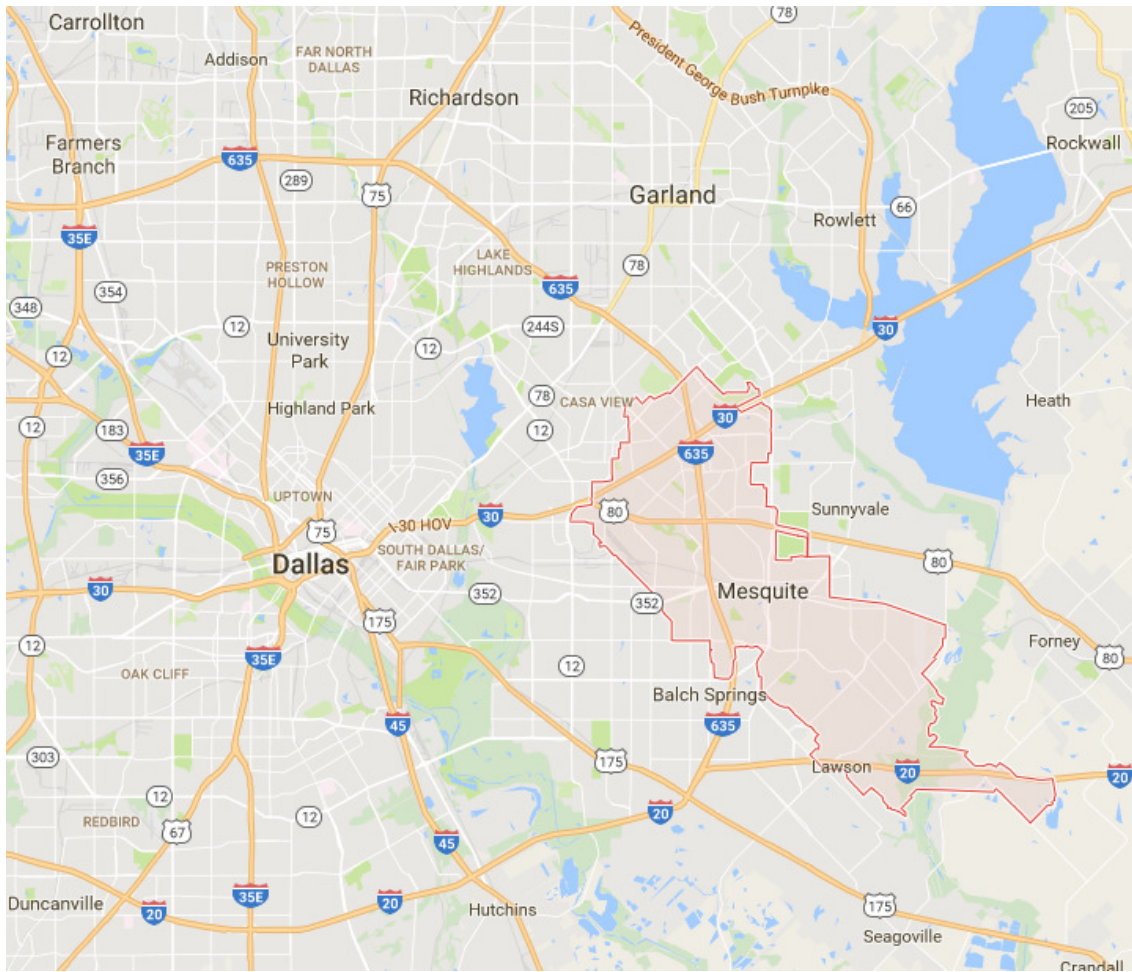 Carrollton
78
Addison
FAR NORTH
DALLAS
President George Bush Turnpike
Richardson
205
Farmers
Branch
Rockwall
635
289
75
Garland
66
Rowlett
35E
LAKE
HIGHLANDS
78
PRESTON
HOLLOW
635
354
348
12
244S
30
University
Park
12
12
78
CASA VIEW
Heath
Highland Park
30
12
183
12
35E
635
356
UPTOWN
Sunnyvale
80
30
75
30 HOV
SOUTH DALLAS/
FAIR PARK
Dallas
80
30
352
Mesquite
352
175
12
Forney
35E
80
12
OAK CLIFF
Balch Springs
45
635
303
175
Lawson
20
20
12
20
12
REDBIRD
67
45
35E
20
Duncanville
20
Hutchins
175
Seagoville
Crandall